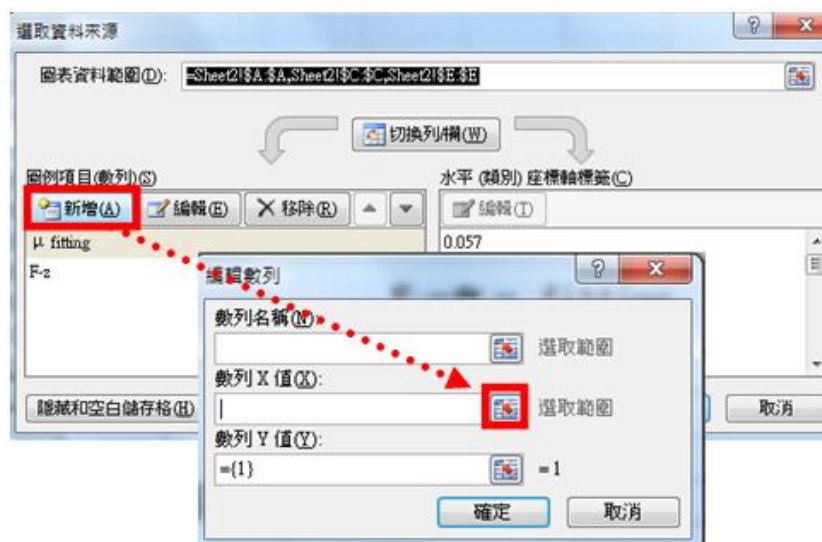 選取資料來源
圖表資料範圍(D): =Sheet2!$A:$A,Sheet2!$C:$C,Sheet2!$E:$E
切換列/欄(W)
圖例項目(數列)(S)
水平 (類別) 座標軸標籤(C)
新增(A) 編輯(E) 移除(R)
編輯(T)
μ fitting
0.057
F-z
編輯數列
數列名稱(N):
選取範圍
數列 X 值(X):
選取範圍
隱藏和空白儲存格(H)
取消
數列 Y 值(Y):
={1} = 1
確定 取消